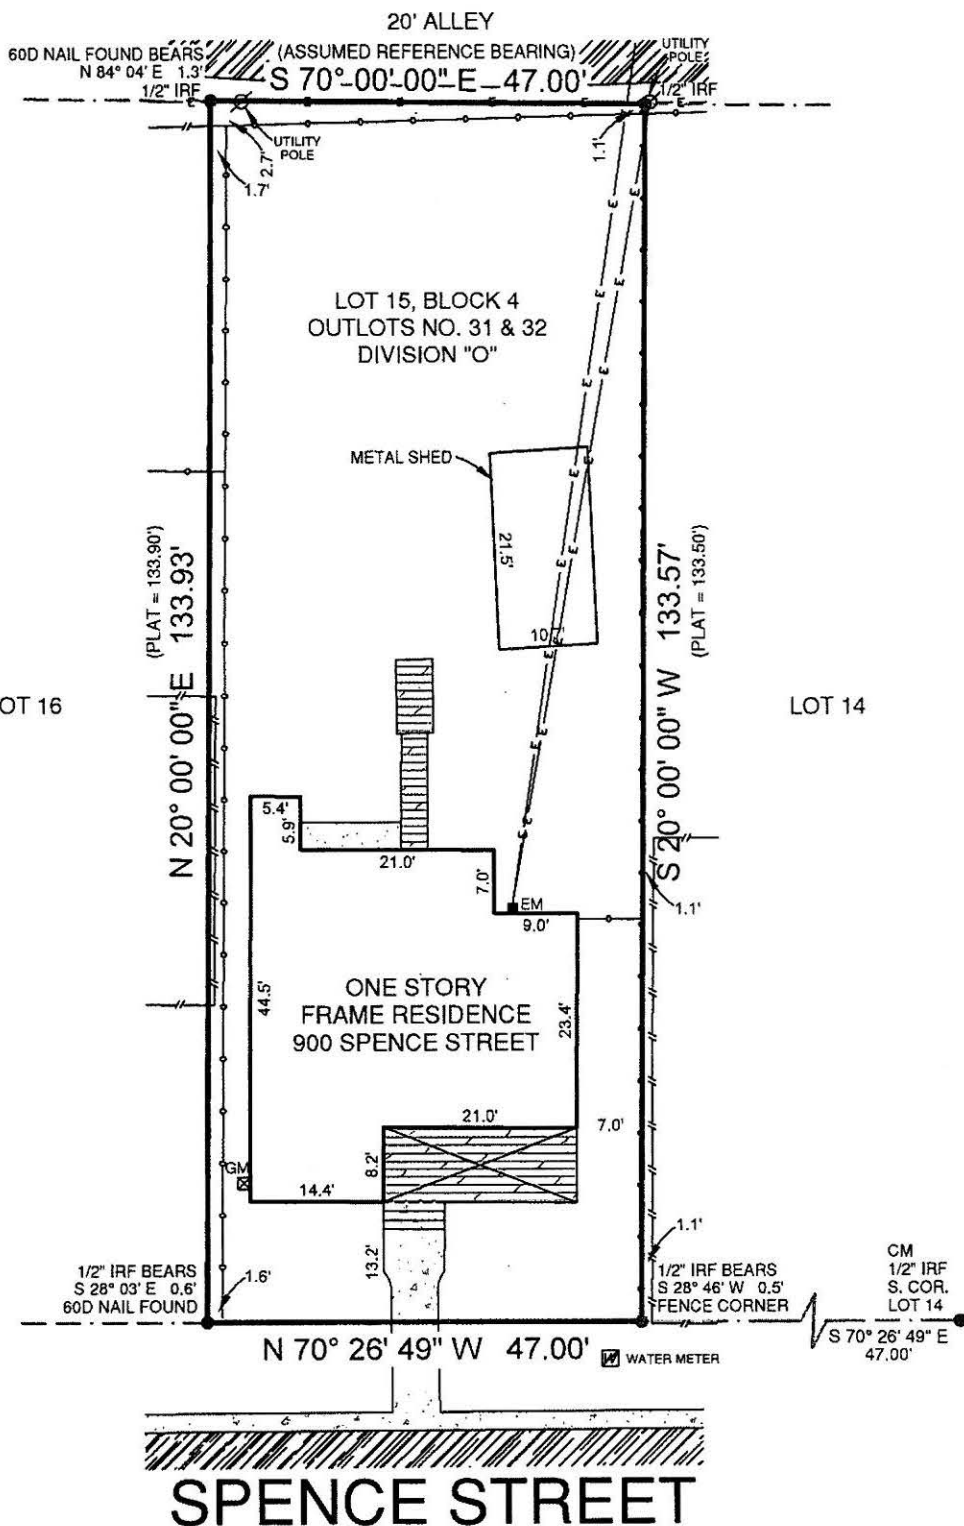 20' ALLEY
(ASSUMED REFERENCE BEARING)
S 70°-00'-00"-E-47.00'
60D NAIL FOUND BEARS
N 84° 04' E 1.3'
1/2" IRF
UTILITY
POLE
1/2" IRF
UTILITY
POLE
2.7'
1.7'
1.1'
LOT 15, BLOCK 4
OUTLOTS NO. 31 & 32
DIVISION "O"
METAL SHED
21.5'
10
N 20° 00' 00" E 133.93'
(PLAT = 133.90')
S 20° 00' 00" W 133.57'
(PLAT = 133.50')
OT 16
LOT 14
5.4'
5.9'
21.0'
7.0'
EM
9.0'
1.1'
44.5'
ONE STORY
FRAME RESIDENCE
900 SPENCE STREET
23.4'
21.0'
7.0'
8.2'
GM
14.4'
13.2'
1.6'
1.1'
1/2" IRF BEARS
S 28° 03' E 0.6'
60D NAIL FOUND
1/2" IRF BEARS
S 28° 46' W 0.5'
FENCE CORNER
CM
1/2" IRF
S. COR.
LOT 14
S 70° 26' 49" E
47.00'
N 70° 26' 49" W 47.00'
W WATER METER
SPENCE STREET